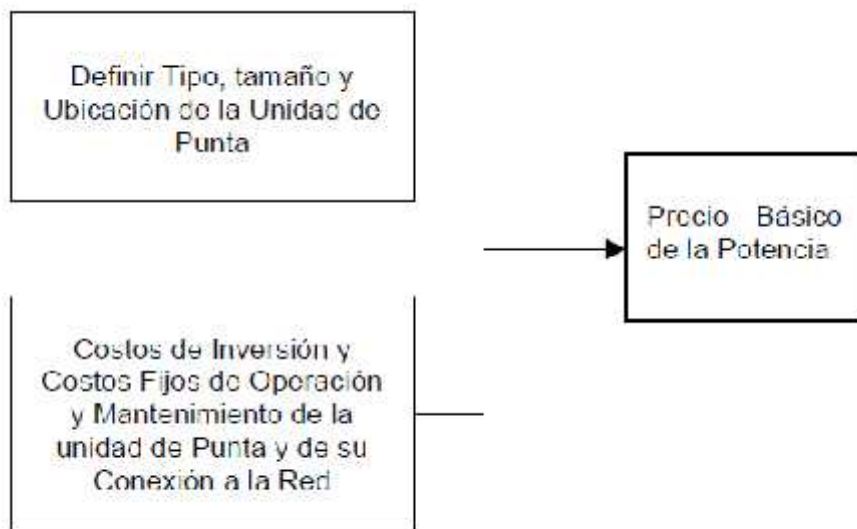 Definir Tipo, tamaño y
Ubicación de la Unidad de
Punta
Precio Básico
de la Potencia
Costos de Inversión y
Costos Fijos de Operación
y Mantenimiento de la
unidad de Punta y de su
Conexión a la Red